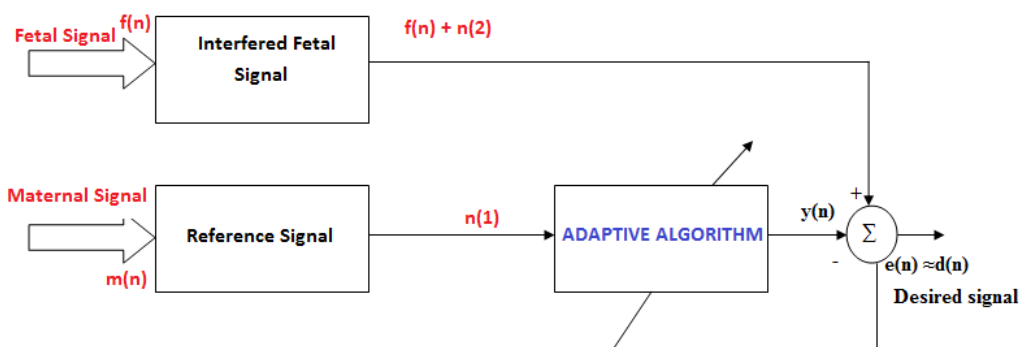 Fetal Signal
f(n)
Interfered Fetal
Signal
f(n) + n(2)
Maternal Signal
m(n)
Reference Signal
n(1)
ADAPTIVE ALGORITHM
y(n)
+
Σ
-
e(n) ≈d(n)
Desired signal